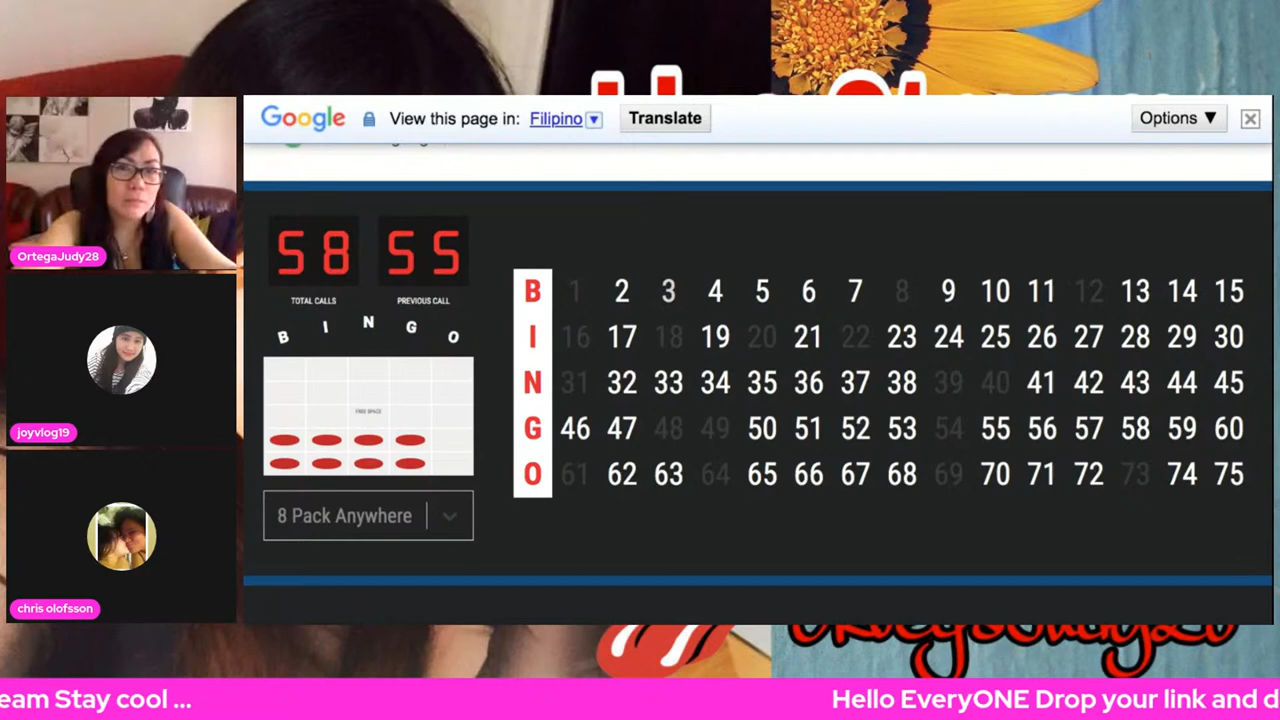 Google View this page in: Filipino ▼ Translate Options ▼
OrtegaJudy28
58 55
TOTAL CALLS PREVIOUS CALL
B I N G O
FREE SPACE
8 Pack Anywhere
B 1 2 3 4 5 6 7 8 9 10 11 12 13 14 15
I 16 17 18 19 20 21 22 23 24 25 26 27 28 29 30
N 31 32 33 34 35 36 37 38 39 40 41 42 43 44 45
G 46 47 48 49 50 51 52 53 54 55 56 57 58 59 60
O 61 62 63 64 65 66 67 68 69 70 71 72 73 74 75
joyvlog19
chris olofsson
eam Stay cool ... Hello EveryONE Drop your link and d